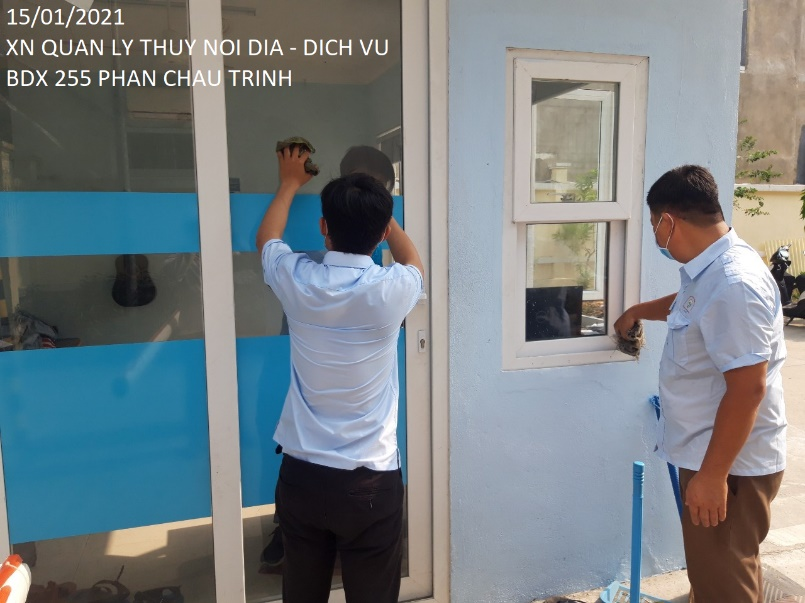 15/01/2021
XN QUAN LY THUY NOI DIA - DICH VU
BDX 255 PHAN CHAU TRINH